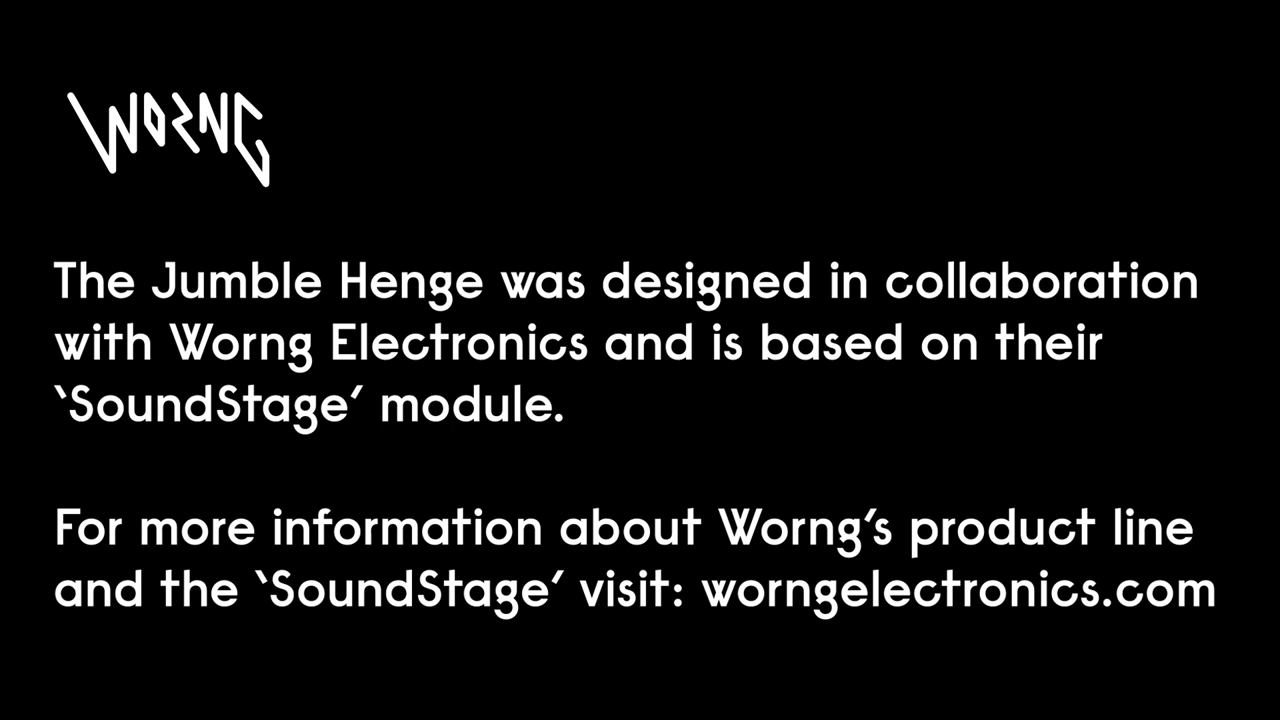 WORNG
The Jumble Henge was designed in collaboration
with Worng Electronics and is based on their
‘SoundStage’ module.
For more information about Worng’s product line
and the ‘SoundStage’ visit: worngelectronics.com